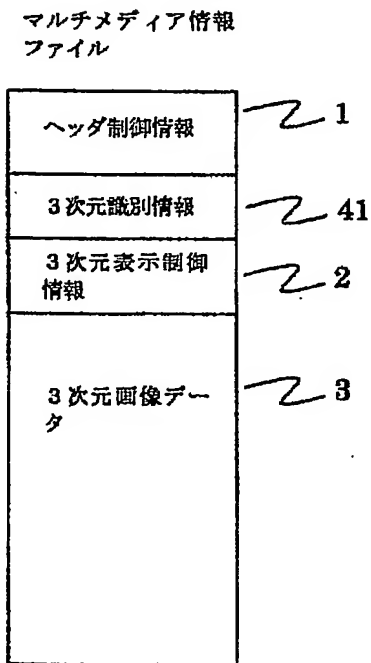 マルチメディア情報
ファイル
ヘッダ制御情報
1
3次元識別情報
41
3次元表示制御
情報
2
3次元画像デー
タ
3